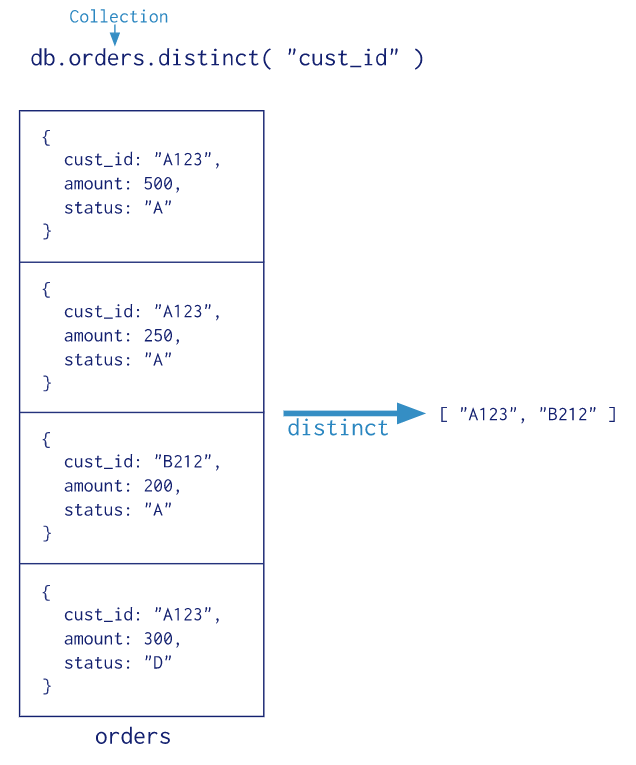 Collection
db.orders.distinct( "cust_id" )
{
cust_id: "A123",
amount: 500,
status: "A"
}
{
cust_id: "A123",
amount: 250,
status: "A"
}
{
cust_id: "B212",
amount: 200,
status: "A"
}
{
cust_id: "A123",
amount: 300,
status: "D"
}
orders
distinct
[ "A123", "B212" ]